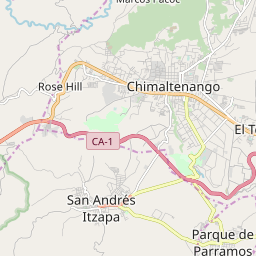 Marcos Pacoc
Rose Hill
Chimaltenango
El Te
CA-1
San Andrés
Itzapa
Parque de
Parramos